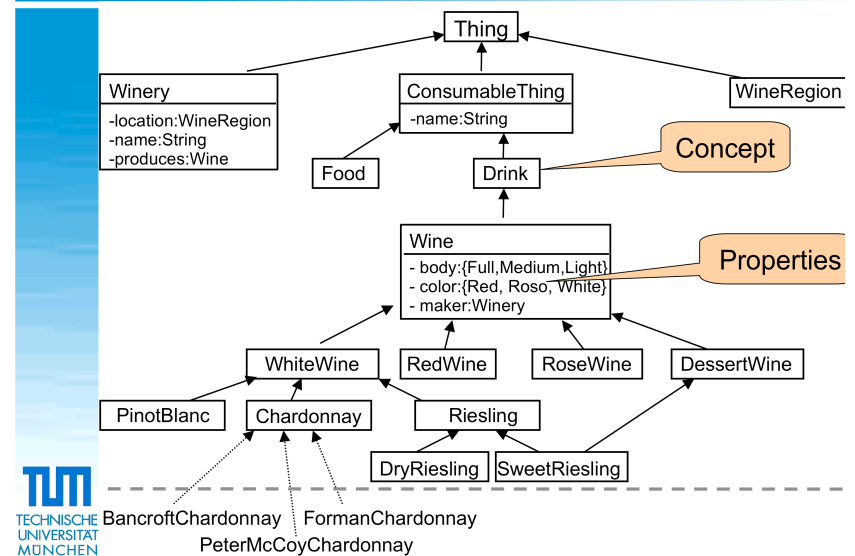 Thing
Winery
-location:WineRegion
-name:String
-produces:Wine
ConsumableThing
-name:String
WineRegion
Concept
Food
Drink
Wine
- body:{Full,Medium,Light}
- color:{Red, Roso, White}
- maker:Winery
Properties
WhiteWine
RedWine
RoseWine
DessertWine
PinotBlanc
Chardonnay
Riesling
DryRiesling
SweetRiesling
TUM
TECHNISCHE
UNIVERSITÄT
MÜNCHEN
BancroftChardonnay
FormanChardonnay
PeterMcCoyChardonnay